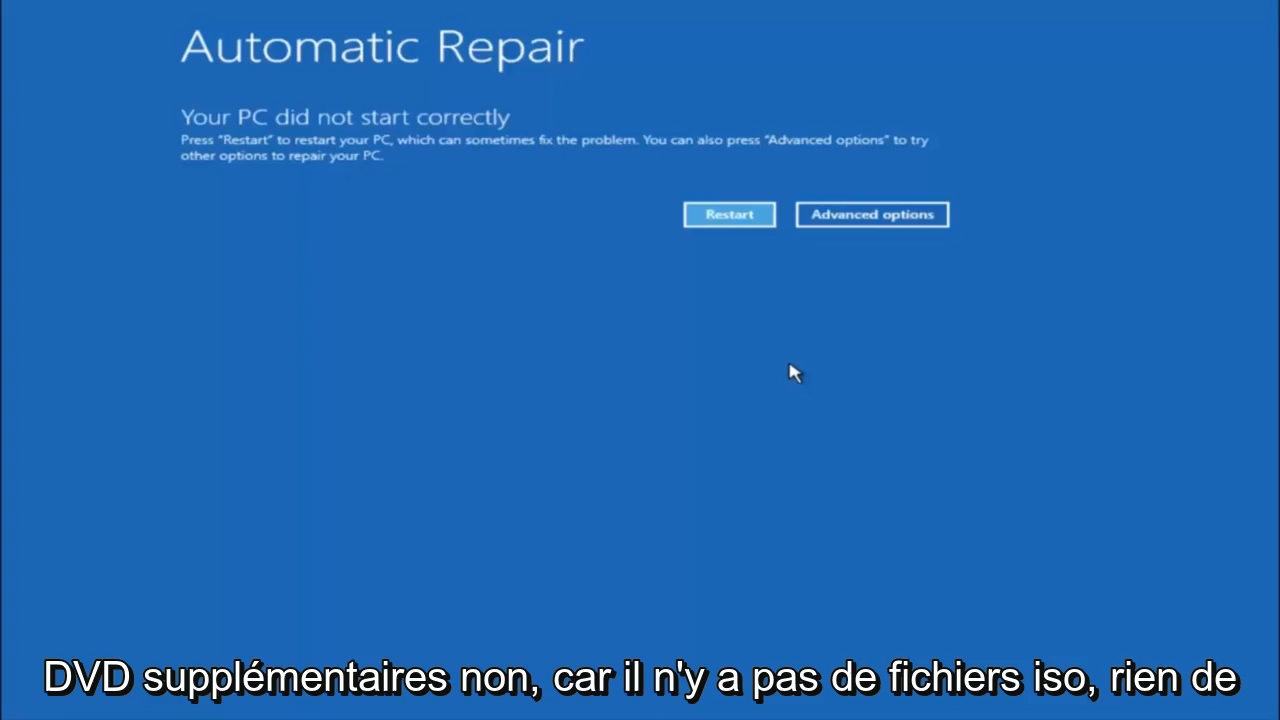 Automatic Repair
Your PC did not start correctly
Press "Restart" to restart your PC, which can sometimes fix the problem. You can also press "Advanced options" to try
other options to repair your PC.
Restart
Advanced options
DVD supplémentaires non, car il n'y a pas de fichiers iso, rien de